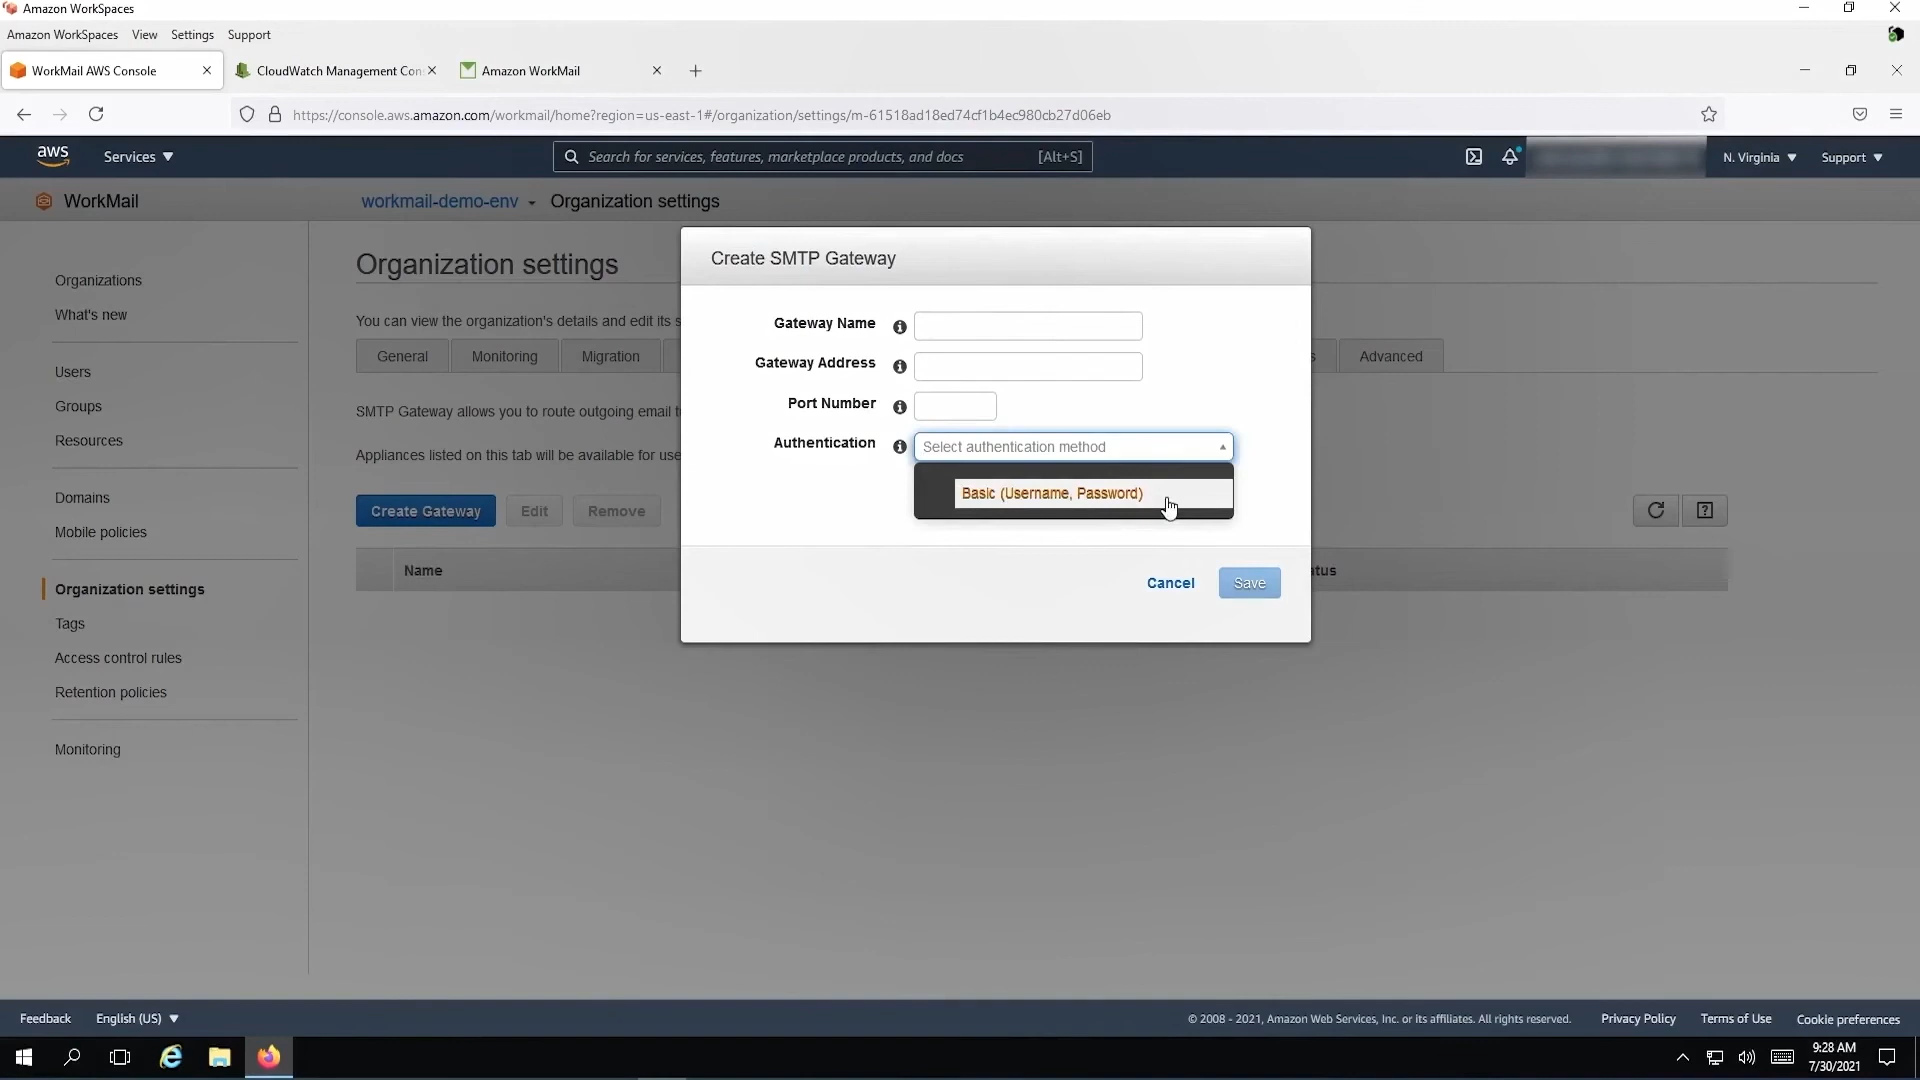 Amazon WorkSpaces
Amazon WorkSpaces View Settings Support
WorkMail AWS Console
CloudWatch Management Con
Amazon WorkMail
https://console.aws.amazon.com/workmail/home?region=us-east-1#/organization/settings/m-61518ad18ed74cf1b4ec980cb27d06eb
aws
Services
Search for services, features, marketplace products, and docs [Alt+S]
N. Virginia
Support
WorkMail
workmail-demo-env
Organization settings
Organizations
What's new
Users
Groups
Resources
Domains
Mobile policies
Organization settings
Tags
Access control rules
Retention policies
Monitoring
Organization settings
You can view the organization's details and edit its s
General Monitoring Migration
Advanced
SMTP Gateway allows you to route outgoing email t
Appliances listed on this tab will be available for use
Create Gateway Edit Remove
Name
atus
Create SMTP Gateway
Gateway Name
Gateway Address
Port Number
Authentication
Select authentication method
Basic (Username, Password)
Cancel Save
Feedback English (US)
© 2008 - 2021, Amazon Web Services, Inc. or its affiliates. All rights reserved. Privacy Policy Terms of Use Cookie preferences
9:28 AM
7/30/2021